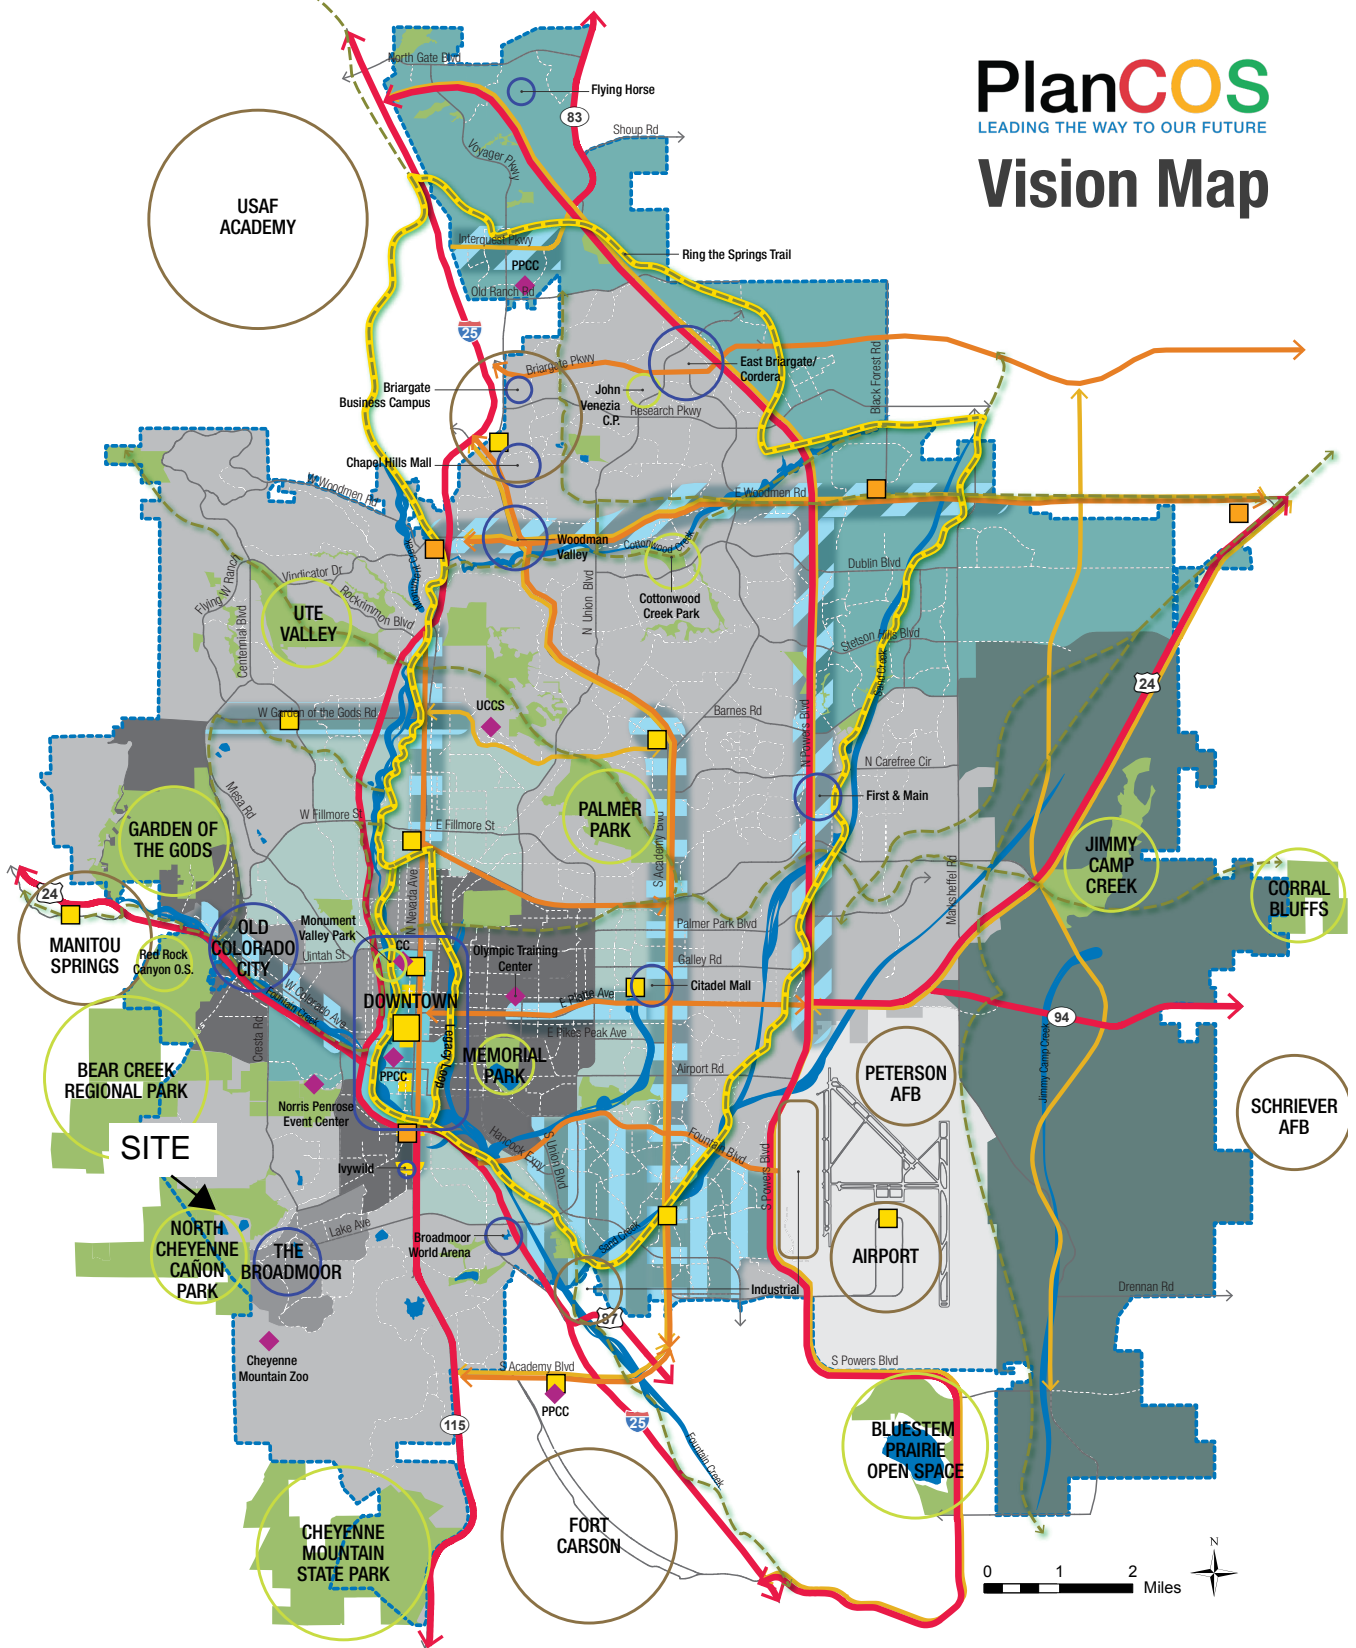 PlanCOS
LEADING THE WAY TO OUR FUTURE
Vision Map
North Gate Blvd
Flying Horse
83
Shoup Rd
Voyager Pkwy
USAF
ACADEMY
Interquest Pkwy
Ring the Springs Trail
PPCC
Old Ranch Rd
25
Briargate Pkwy
East Briargate/
Cordera
Black Forest Rd
Briargate
Business Campus
John
Venezia
C.P.
Research Pkwy
Chapel Hills Mall
W Woodmen Rd
E Woodmen Rd
Woodman
Valley
Cottonwood Creek
Monument Creek
Dublin Blvd
Flying W Ranch
Vindicator Dr
Rockrimmon Blvd
Centennial Blvd
UTE
VALLEY
N Union Blvd
Cottonwood
Creek Park
Stetson Hills Blvd
Sand Creek
24
W Garden of the Gods Rd
UCCS
Barnes Rd
N Powers Blvd
N Carefree Cir
Mesa Rd
First & Main
W Fillmore St
E Fillmore St
PALMER
PARK
S Academy Blvd
GARDEN OF
THE GODS
JIMMY
CAMP
CREEK
CORRAL
BLUFFS
24
N Nevada Ave
Marksheffel Rd
MANITOU
SPRINGS
Red Rock
Canyon O.S.
OLD
COLORADO
CITY
Monument
Valley Park
Uintah St
CC
Olympic Training
Center
Palmer Park Blvd
Galley Rd
Citadel Mall
W Colorado Ave
Fountain Creek
DOWNTOWN
E Platte Ave
E Pikes Peak Ave
94
Cresta Rd
Legacy Loop
BEAR CREEK
REGIONAL PARK
PPCC
MEMORIAL
PARK
Airport Rd
PETERSON
AFB
Jimmy Camp Creek
SCHRIEVER
AFB
Norris Penrose
Event Center
SITE
Hancock Expy
S Union Blvd
Fountain Blvd
S Powers Blvd
Ivywild
NORTH
CHEYENNE
CAÑON
PARK
THE
BROADMOOR
Lake Ave
Broadmoor
World Arena
Sand Creek
AIRPORT
Industrial
Drennan Rd
87
Cheyenne
Mountain Zoo
S Academy Blvd
S Powers Blvd
PPCC
115
25
Fountain Creek
BLUESTEM
PRAIRIE
OPEN SPACE
CHEYENNE
MOUNTAIN
STATE PARK
FORT
CARSON
N
0 1 2
Miles